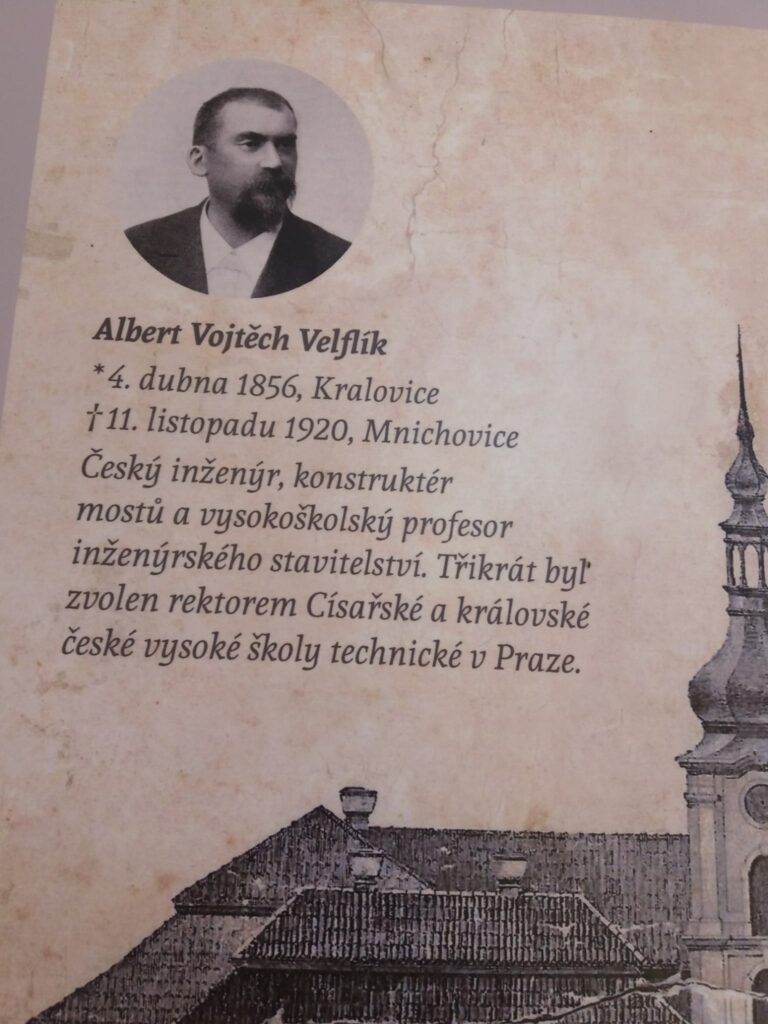 Albert Vojtěch Velflík
*4. dubna 1856, Kralovice
†11. listopadu 1920, Mnichovice
Český inženýr, konstruktér
mostů a vysokoškolský profesor
inženýrského stavitelství. Třikrát byl
zvolen rektorem Císařské a královské
české vysoké školy technické v Praze.